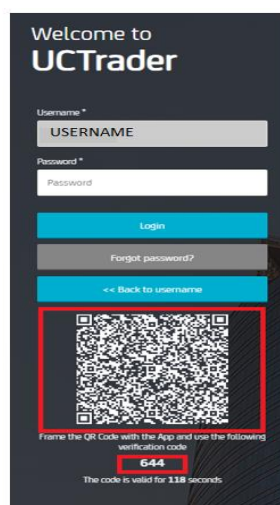 Welcome to
UCTrader
Username *
USERNAME
Password *
Password
Login
Forgot password?
<< Back to username
Frame the QR Code with the App and use the following
verification code
644
The code is valid for 118 seconds